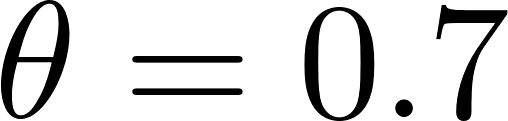 θ = 0.7